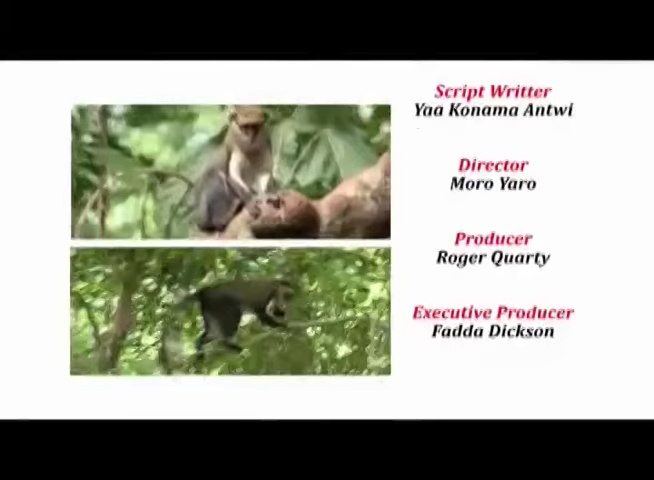 Script Writter
Yaa Konama Antwi
Director
Moro Yaro
Producer
Roger Quarty
Executive Producer
Fadda Dickson